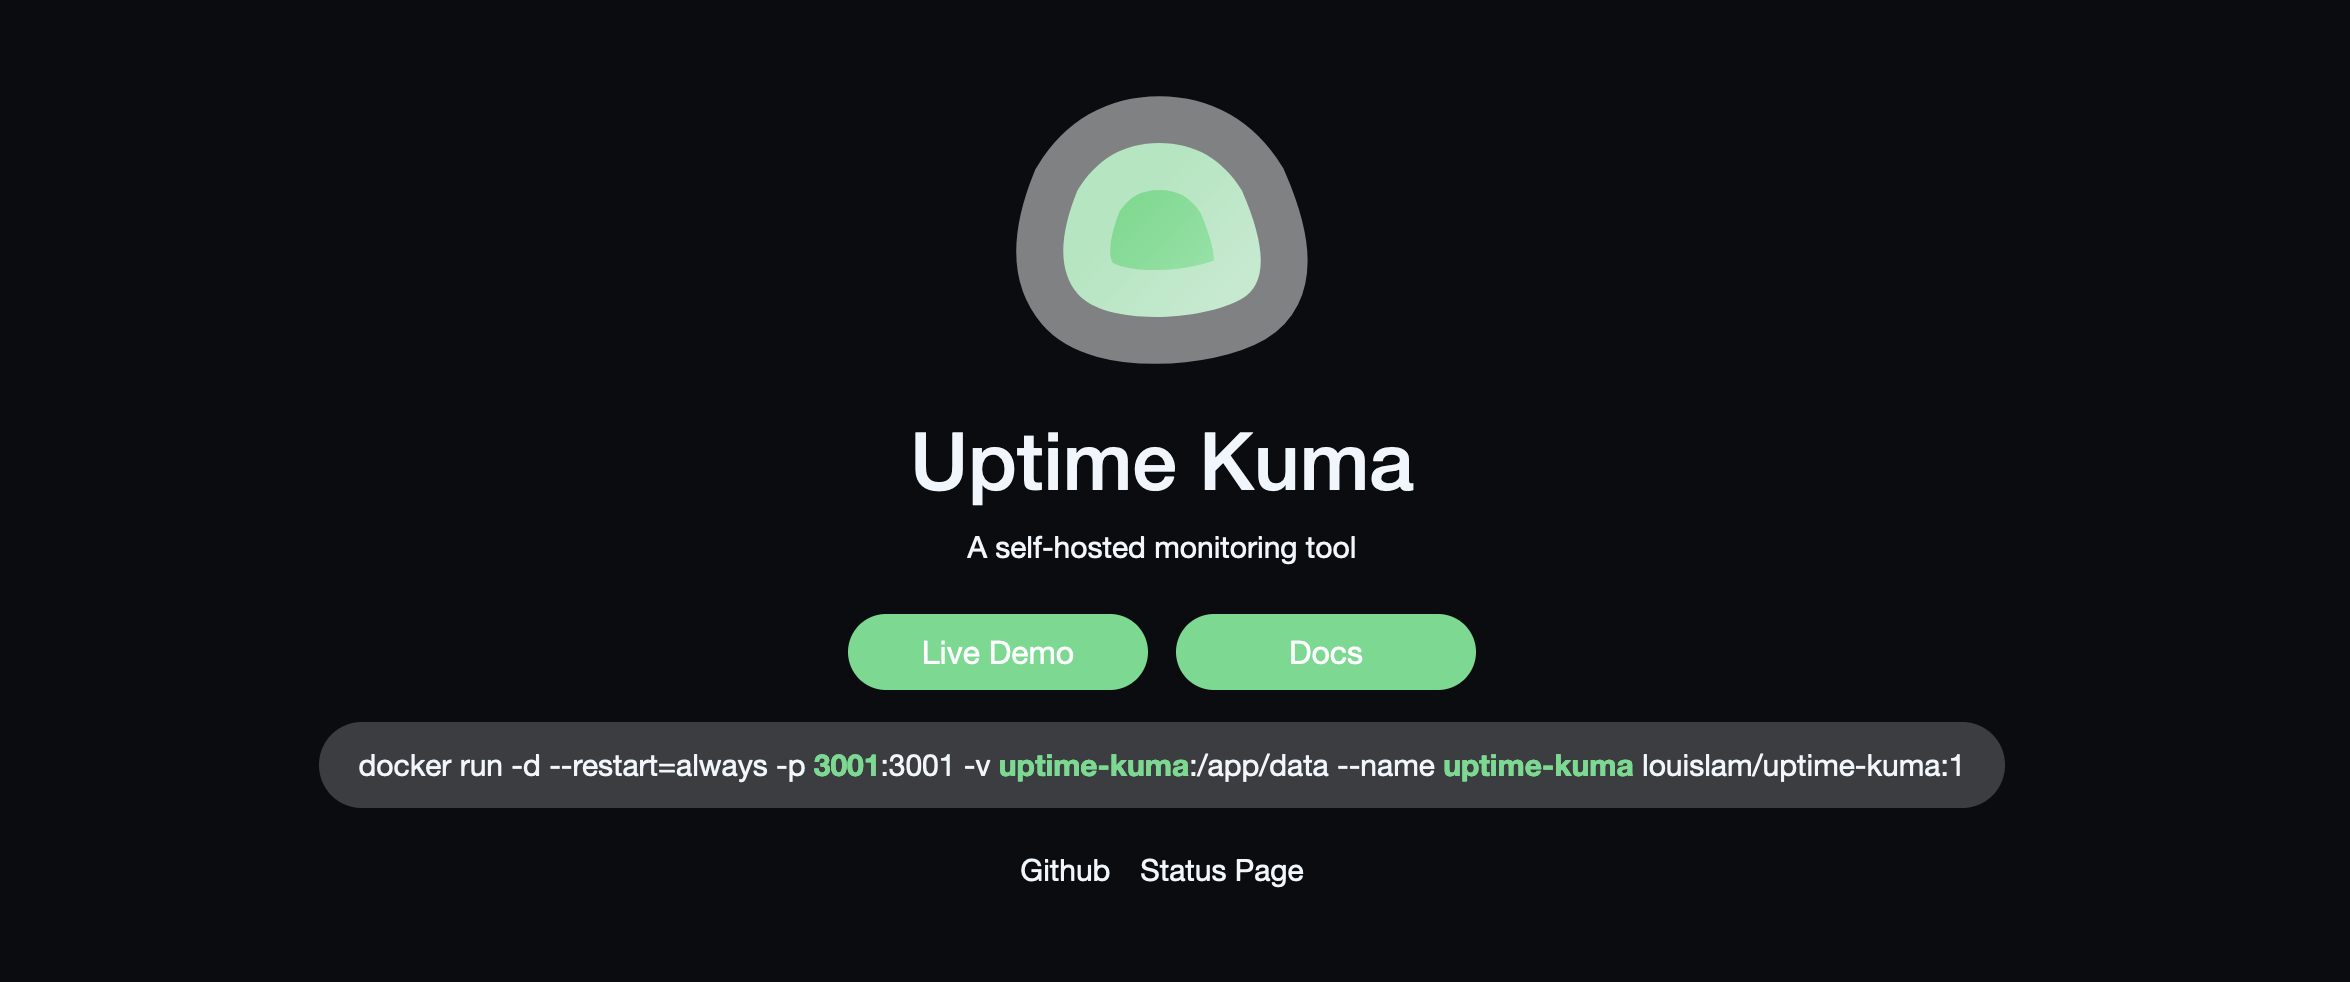 Uptime Kuma
A self-hosted monitoring tool
Live Demo Docs
docker run -d --restart=always -p 3001:3001 -v uptime-kuma:/app/data --name uptime-kuma louislam/uptime-kuma:1
Github Status Page